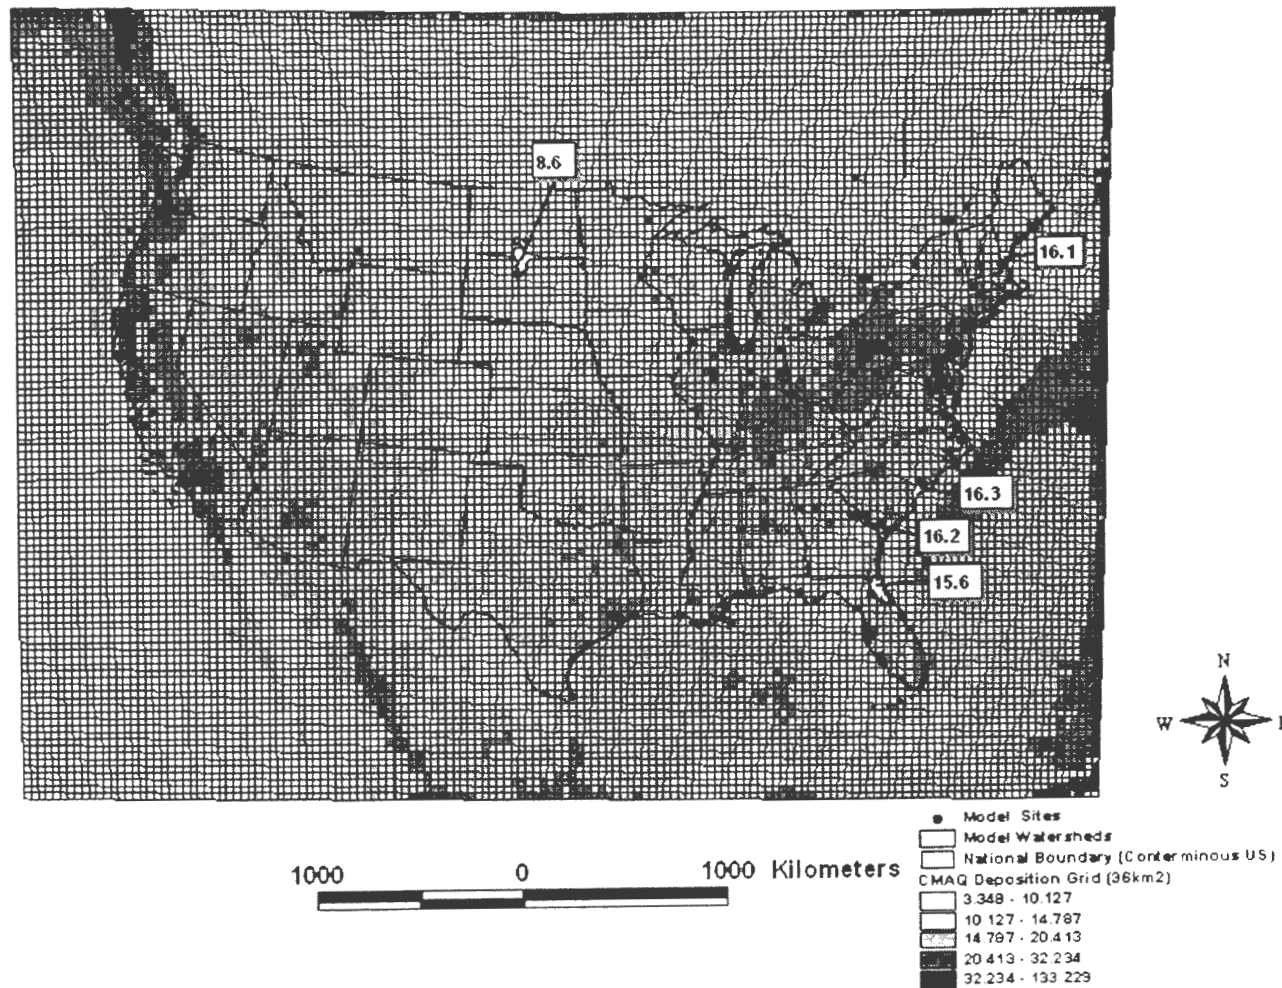 8.6
16.1
16.3
16.2
15.6
N
W
S
Model Sites
Model Watersheds
National Boundary (Conterminous US)
CMAQ Deposition Grid (36km2)
3.348 - 10.127
10.127 - 14.787
14.787 - 20.413
20.413 - 32.234
32.234 - 133.229
1000 0 1000 Kilometers